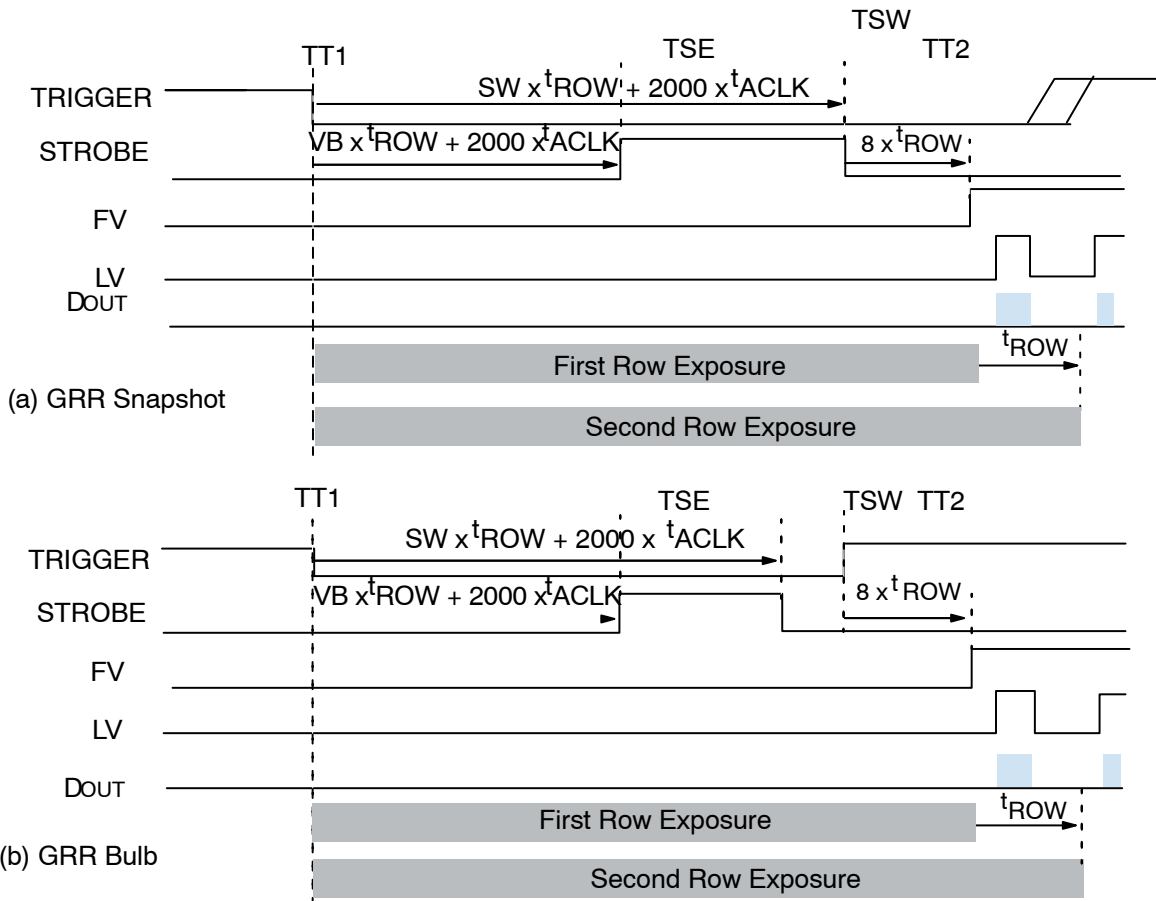 TSW
TT1 TSE TT2
TRIGGER SW x tROW + 2000 x tACLK
STROBE VB x tROW + 2000 x tACLK 8 x tROW
FV
LV
DOUT
First Row Exposure tROW
(a) GRR Snapshot
Second Row Exposure
TT1 TSE TSW TT2
TRIGGER SW x tROW + 2000 x tACLK
STROBE VB x tROW + 2000 x tACLK 8 x tROW
FV
LV
DOUT
First Row Exposure tROW
(b) GRR Bulb
Second Row Exposure